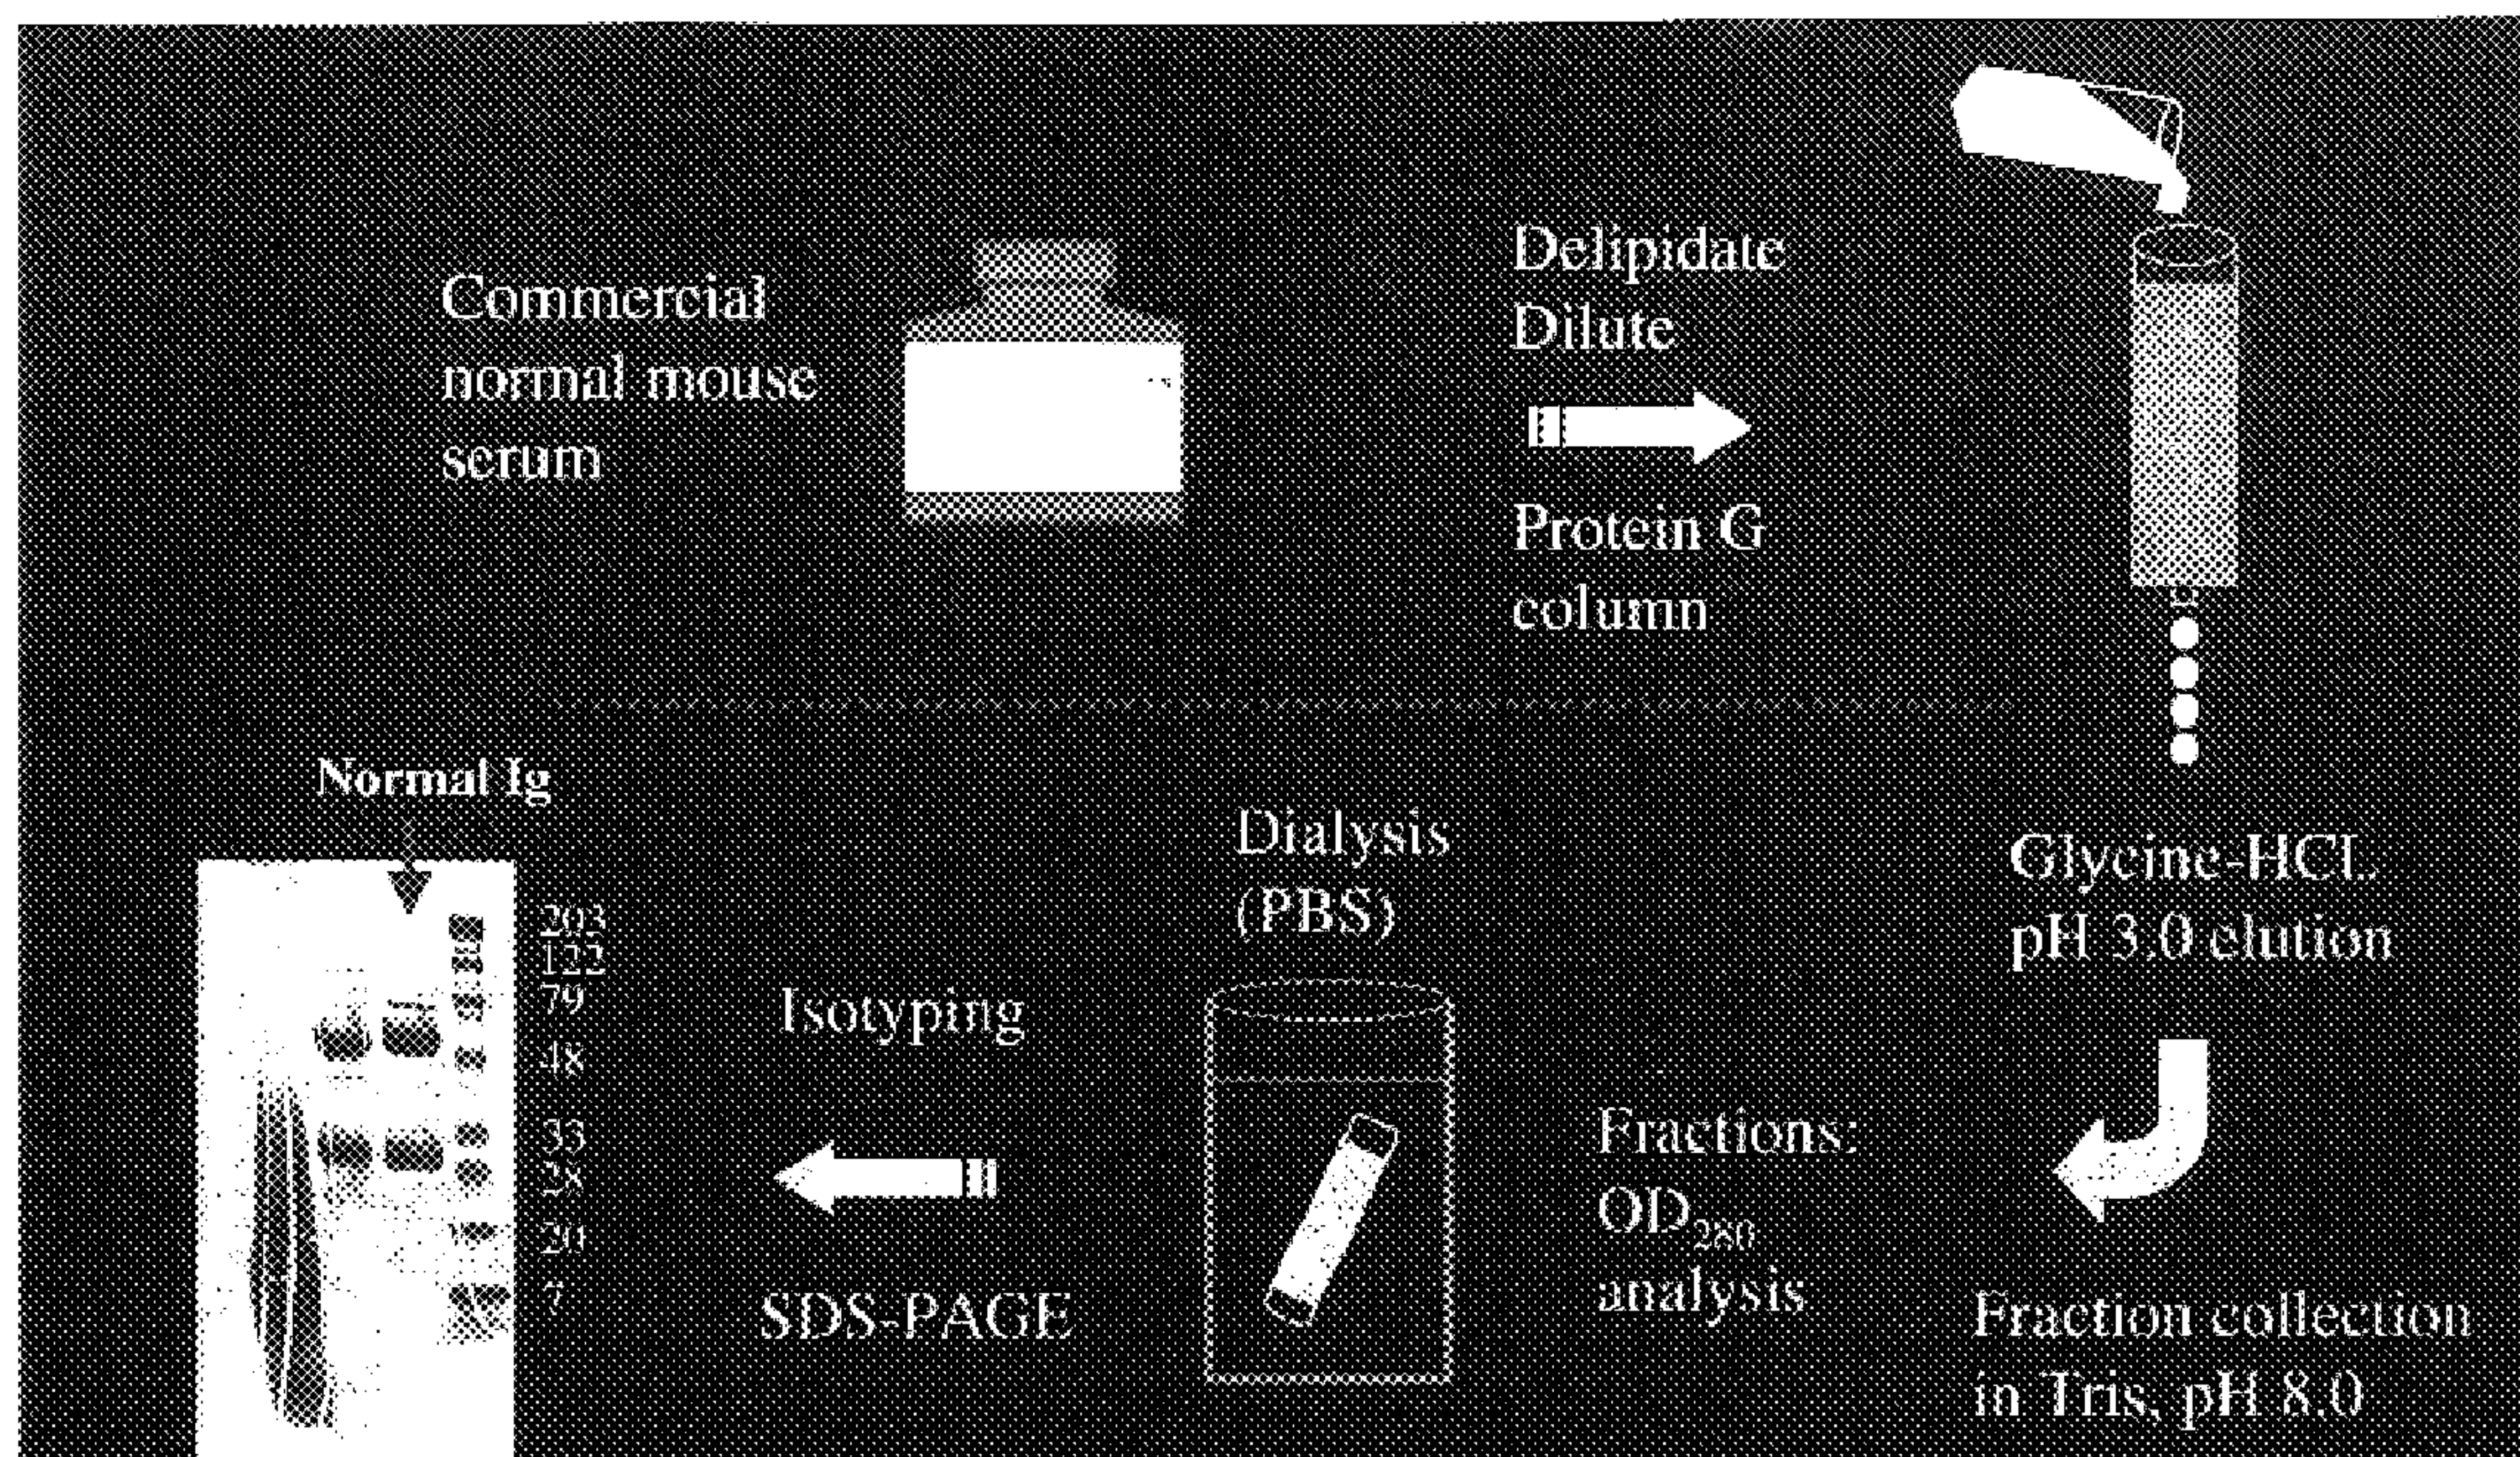 Commercial
normal mouse
serum
Delipidate
Dilute
Protein G
column
Glycine-HCL
pH 3.0 elution
Fraction collection
in Tris, pH 8.0
Fractions:
OD280
analysis
Dialysis
(PBS)
Isotyping
SDS-PAGE
Normal Ig
203
122
79
48
33
28
20
7